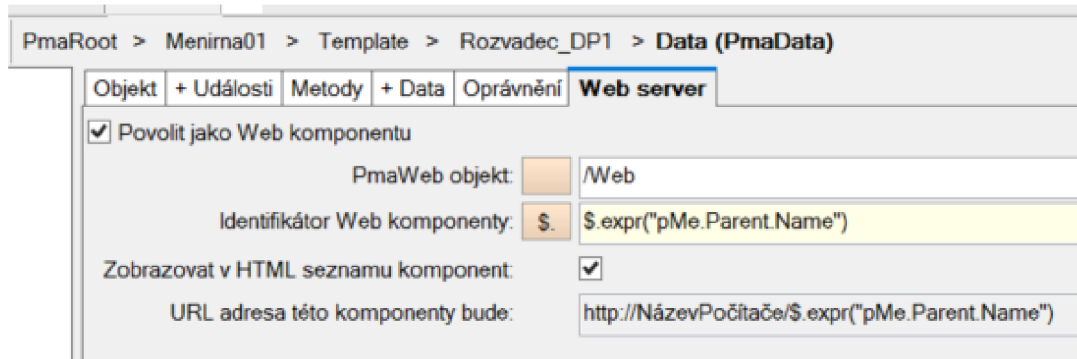 PmaRoot > Menirna01 > Template > Rozvadec_DP1 > Data (PmaData)
Objekt + Události Metody + Data Oprávnění Web server
Povolit jako Web komponentu
PmaWeb objekt: /Web
Identifikátor Web komponenty: $. $.expr("pMe.Parent.Name")
Zobrazovat v HTML seznamu komponent:
URL adresa této komponenty bude: http://NázevPočítače/$.expr("pMe.Parent.Name")